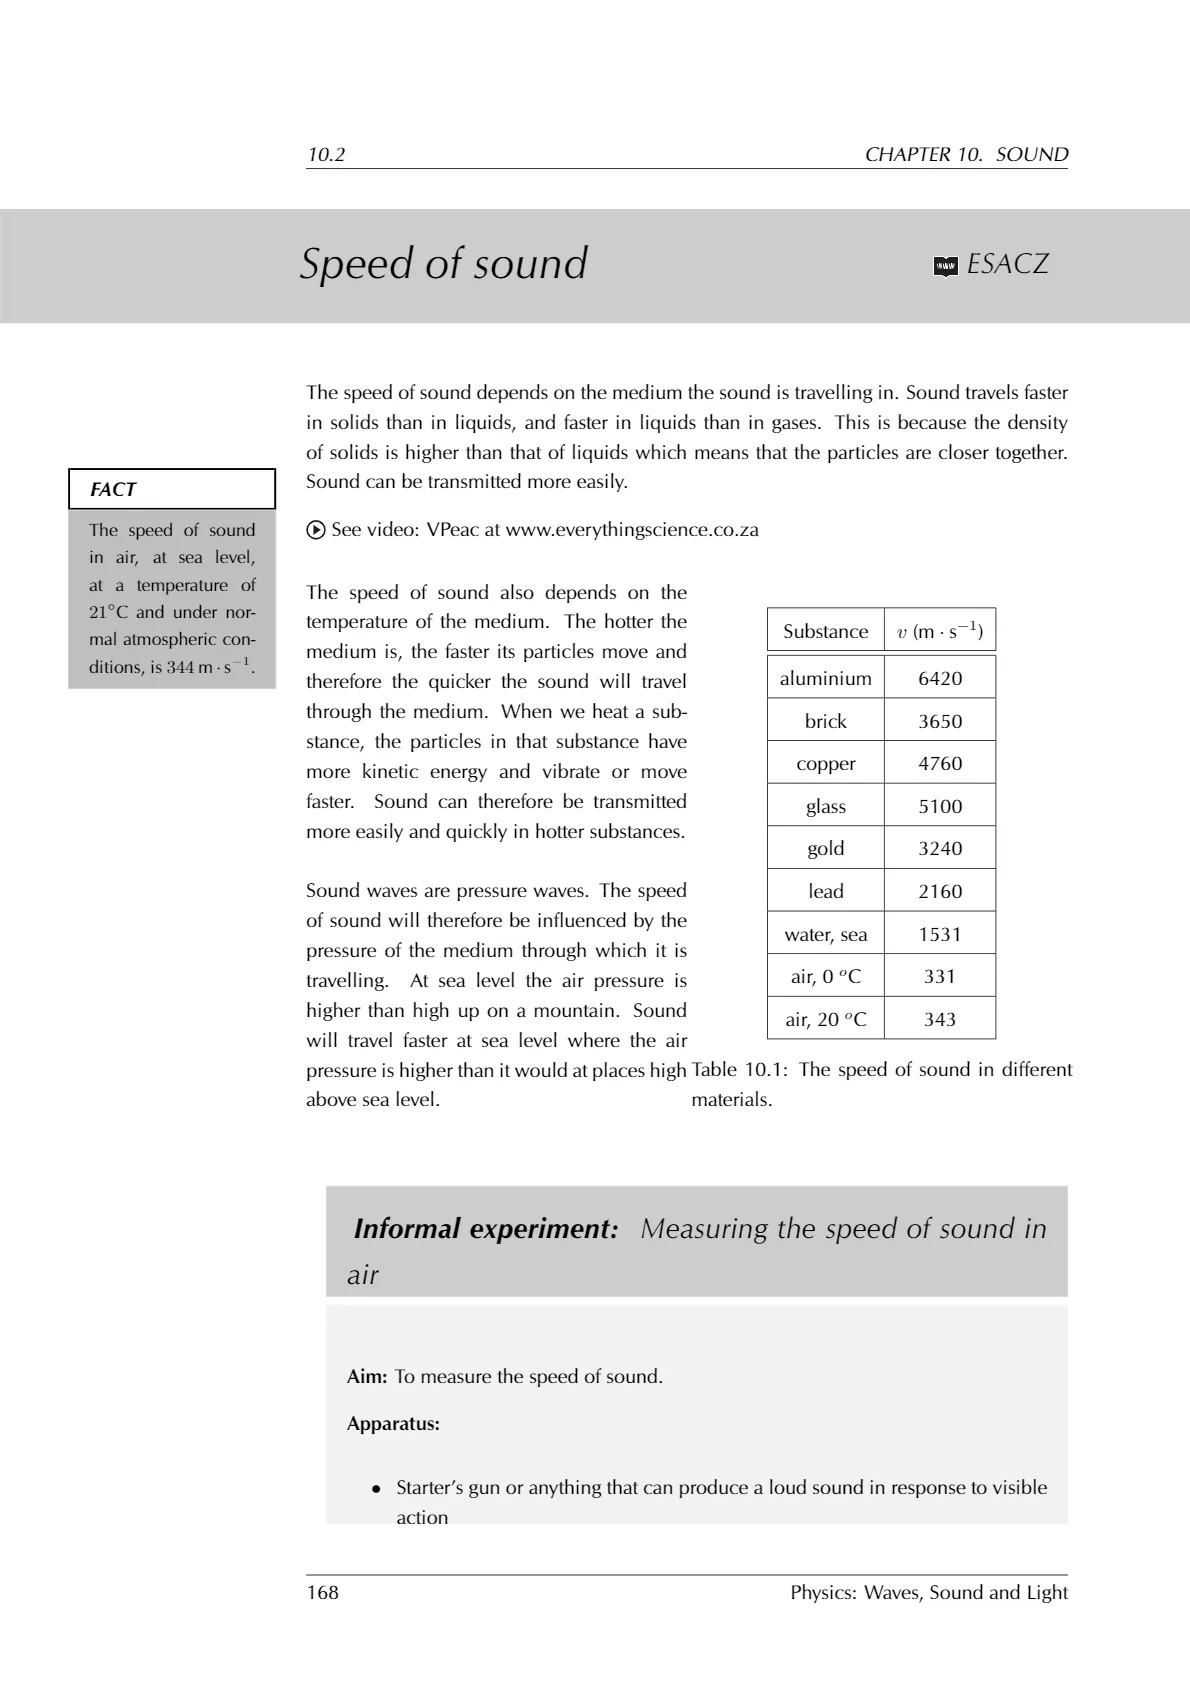 10.2 CHAPTER 10. SOUND
Speed of sound
www ESACZ
The speed of sound depends on the medium the sound is travelling in. Sound travels faster
in solids than in liquids, and faster in liquids than in gases. This is because the density
of solids is higher than that of liquids which means that the particles are closer together.
Sound can be transmitted more easily.
FACT
The speed of sound
in air, at sea level,
at a temperature of
21°C and under nor-
mal atmospheric con-
ditions, is 344 m · s⁻¹.
See video: VPeac at www.everythingscience.co.za
The speed of sound also depends on the
temperature of the medium. The hotter the
medium is, the faster its particles move and
therefore the quicker the sound will travel
through the medium. When we heat a sub-
stance, the particles in that substance have
more kinetic energy and vibrate or move
faster. Sound can therefore be transmitted
more easily and quickly in hotter substances.
Sound waves are pressure waves. The speed
of sound will therefore be influenced by the
pressure of the medium through which it is
travelling. At sea level the air pressure is
higher than high up on a mountain. Sound
will travel faster at sea level where the air
pressure is higher than it would at places high
above sea level.
Substance v (m · s⁻¹)
aluminium 6420
brick 3650
copper 4760
glass 5100
gold 3240
lead 2160
water, sea 1531
air, 0 °C 331
air, 20 °C 343
Table 10.1: The speed of sound in different
materials.
Informal experiment: Measuring the speed of sound in
air
Aim: To measure the speed of sound.
Apparatus:
• Starter's gun or anything that can produce a loud sound in response to visible
action
168 Physics: Waves, Sound and Light